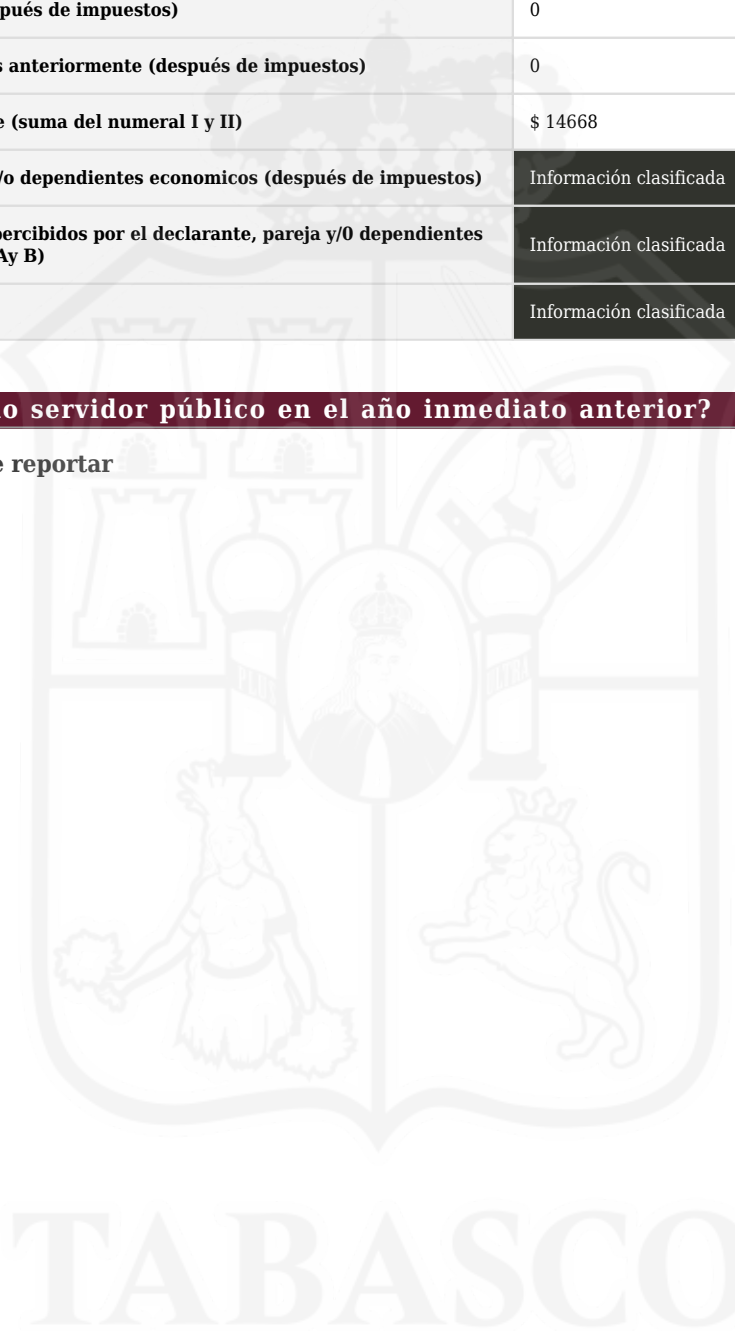 pués de impuestos) 0
s anteriormente (después de impuestos) 0
e (suma del numeral I y II) $ 14668
/o dependientes economicos (después de impuestos) Información clasificada
percibidos por el declarante, pareja y/0 dependientes
Ay B) Información clasificada
Información clasificada
o servidor público en el año inmediato anterior?
e reportar
PLUS ULTRA
TABASCO